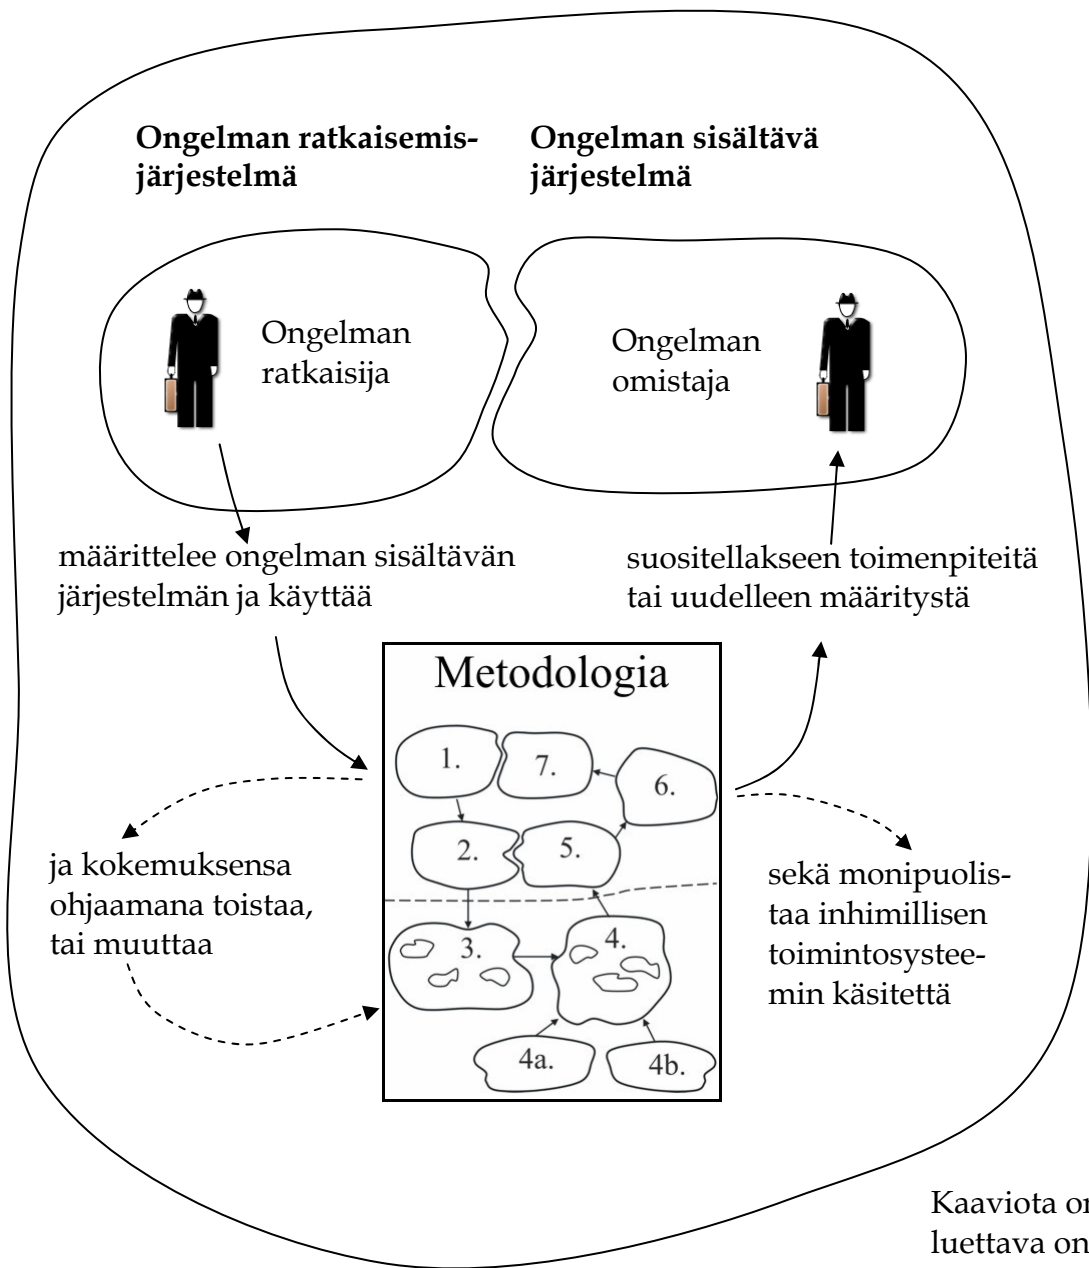 Ongelman ratkaisemis-
järjestelmä
Ongelman sisältävä
järjestelmä
Ongelman
ratkaisija
Ongelman
omistaja
määrittelee ongelman sisältävän
järjestelmän ja käyttää
suositellakseen toimenpiteitä
tai uudelleen määritystä
Metodologia
1.
7.
6.
2.
5.
3.
4.
4a.
4b.
ja kokemuksensa
ohjaamana toistaa,
tai muuttaa
sekä monipuolis-
taa inhimillisen
toimintosystee-
min käsitettä
Kaaviota on
luettava on